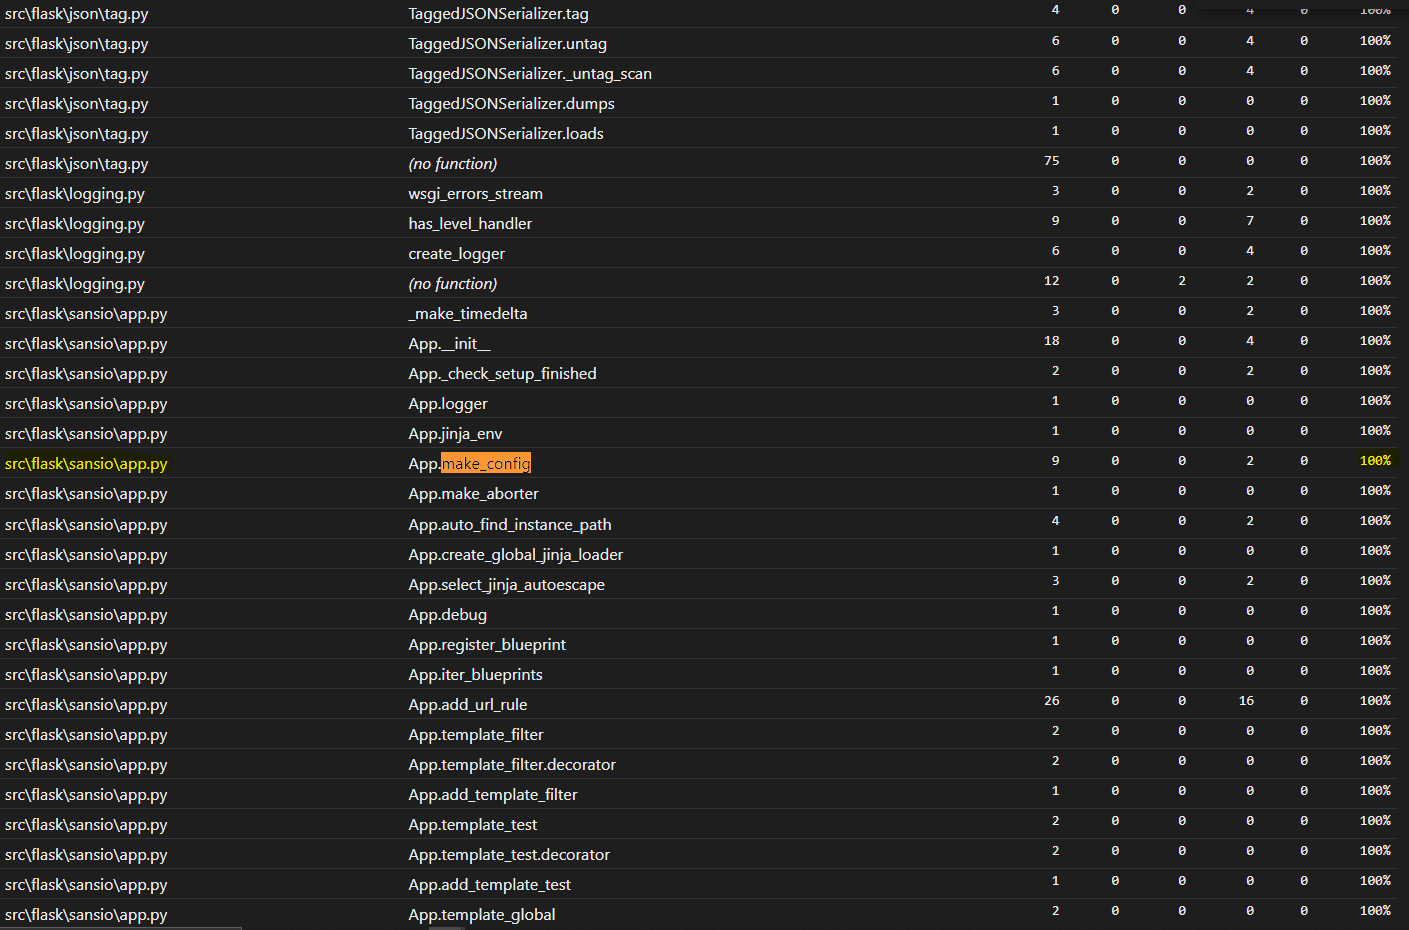 src\flask\json\tag.py TaggedJSONSerializer.tag 4 0 0 4 0 100%
src\flask\json\tag.py TaggedJSONSerializer.untag 6 0 0 4 0 100%
src\flask\json\tag.py TaggedJSONSerializer._untag_scan 6 0 0 4 0 100%
src\flask\json\tag.py TaggedJSONSerializer.dumps 1 0 0 0 0 100%
src\flask\json\tag.py TaggedJSONSerializer.loads 1 0 0 0 0 100%
src\flask\json\tag.py (no function) 75 0 0 0 0 100%
src\flask\logging.py wsgi_errors_stream 3 0 0 2 0 100%
src\flask\logging.py has_level_handler 9 0 0 7 0 100%
src\flask\logging.py create_logger 6 0 0 4 0 100%
src\flask\logging.py (no function) 12 0 2 2 0 100%
src\flask\sansio\app.py _make_timedelta 3 0 0 2 0 100%
src\flask\sansio\app.py App.__init__ 18 0 0 4 0 100%
src\flask\sansio\app.py App._check_setup_finished 2 0 0 2 0 100%
src\flask\sansio\app.py App.logger 1 0 0 0 0 100%
src\flask\sansio\app.py App.jinja_env 1 0 0 0 0 100%
src\flask\sansio\app.py App.make_config 9 0 0 2 0 100%
src\flask\sansio\app.py App.make_aborter 1 0 0 0 0 100%
src\flask\sansio\app.py App.auto_find_instance_path 4 0 0 2 0 100%
src\flask\sansio\app.py App.create_global_jinja_loader 1 0 0 0 0 100%
src\flask\sansio\app.py App.select_jinja_autoescape 3 0 0 2 0 100%
src\flask\sansio\app.py App.debug 1 0 0 0 0 100%
src\flask\sansio\app.py App.register_blueprint 1 0 0 0 0 100%
src\flask\sansio\app.py App.iter_blueprints 1 0 0 0 0 100%
src\flask\sansio\app.py App.add_url_rule 26 0 0 16 0 100%
src\flask\sansio\app.py App.template_filter 2 0 0 0 0 100%
src\flask\sansio\app.py App.template_filter.decorator 2 0 0 0 0 100%
src\flask\sansio\app.py App.add_template_filter 1 0 0 0 0 100%
src\flask\sansio\app.py App.template_test 2 0 0 0 0 100%
src\flask\sansio\app.py App.template_test.decorator 2 0 0 0 0 100%
src\flask\sansio\app.py App.add_template_test 1 0 0 0 0 100%
src\flask\sansio\app.py App.template_global 2 0 0 0 0 100%